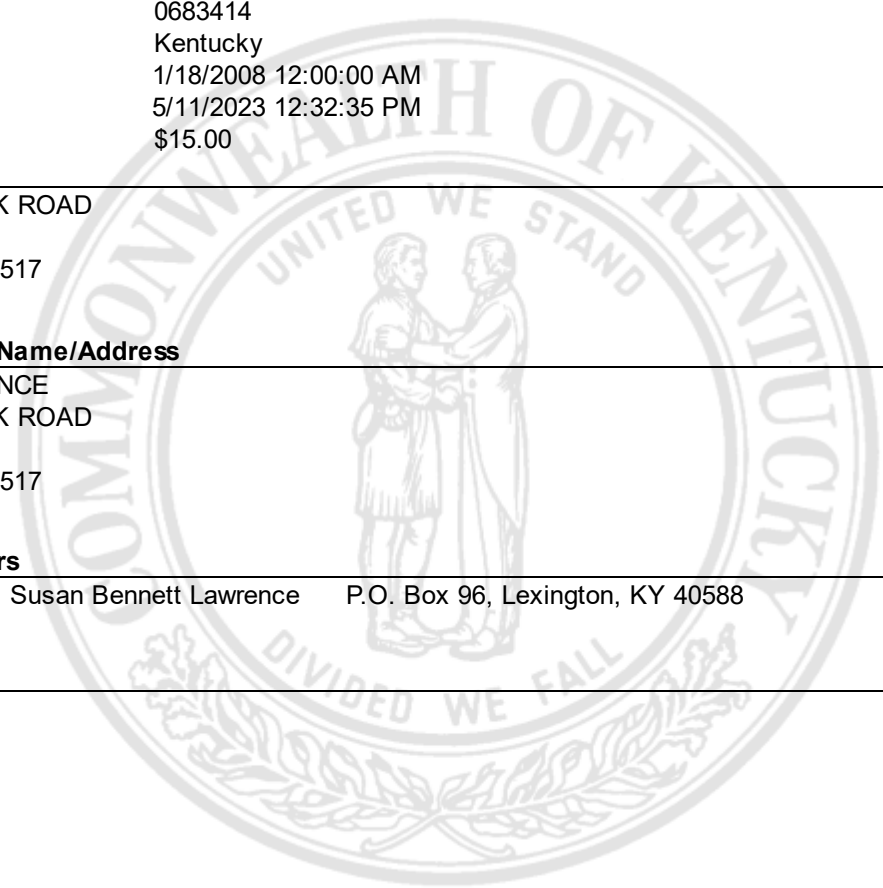 0683414
Kentucky
1/18/2008 12:00:00 AM
5/11/2023 12:32:35 PM
$15.00
K ROAD
517
Name/Address
NCE
K ROAD
517
rs
Susan Bennett Lawrence P.O. Box 96, Lexington, KY 40588
COMMONWEALTH OF KENTUCKY
UNITED WE STAND
DIVIDED WE FALL